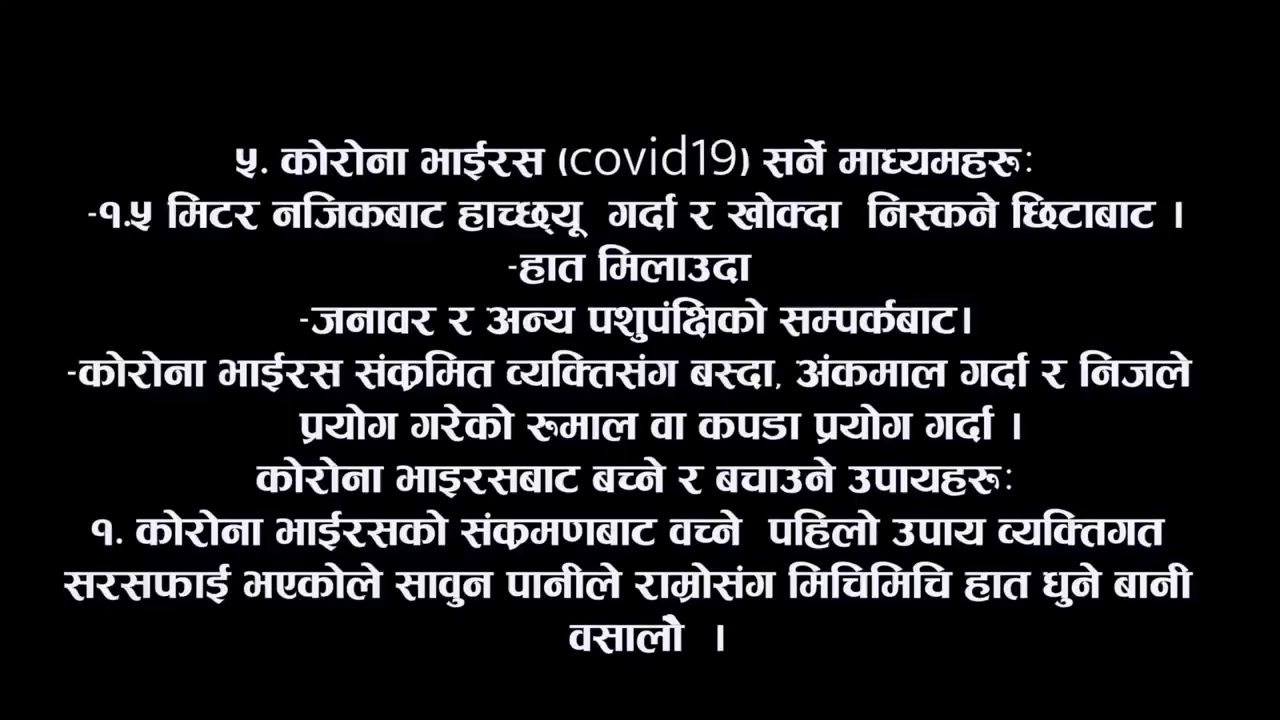 ५. कोरोना भाईरस (covid19) सर्ने माध्यमहरुः
-१.५ मिटर नजिकबाट हाच्छ्यू गर्दा र खोक्दा निस्कने छिटाबाट ।
-हात मिलाउदा
-जनावर र अन्य पशुपंक्षिको सम्पर्कबाट।
-कोरोना भाईरस संक्रमित व्यक्तिसंग बस्दा, अंकमाल गर्दा र निजले
प्रयोग गरेको रुमाल वा कपडा प्रयोग गर्दा ।
कोरोना भाइरसबाट बच्ने र बचाउने उपायहरुः
१. कोरोना भाईरसको संक्रमणबाट वच्ने पहिलो उपाय व्यक्तिगत
सरसफाई भएकोले सावुन पानीले राम्रोसंग मिचिमिचि हात धुने बानी
वसालौ ।